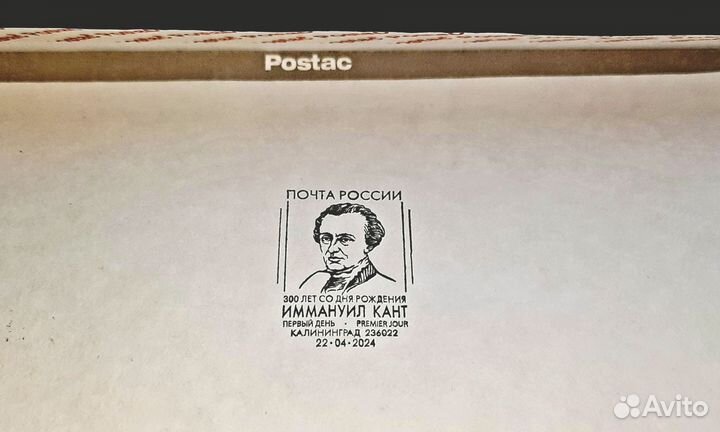 Postac
ПОЧТА РОССИИ
300 ЛЕТ СО ДНЯ РОЖДЕНИЯ
ИММАНУИЛ КАНТ
ПЕРВЫЙ ДЕНЬ · PREMIER JOUR
КАЛИНИНГРАД 236022
22·04·2024
Avito